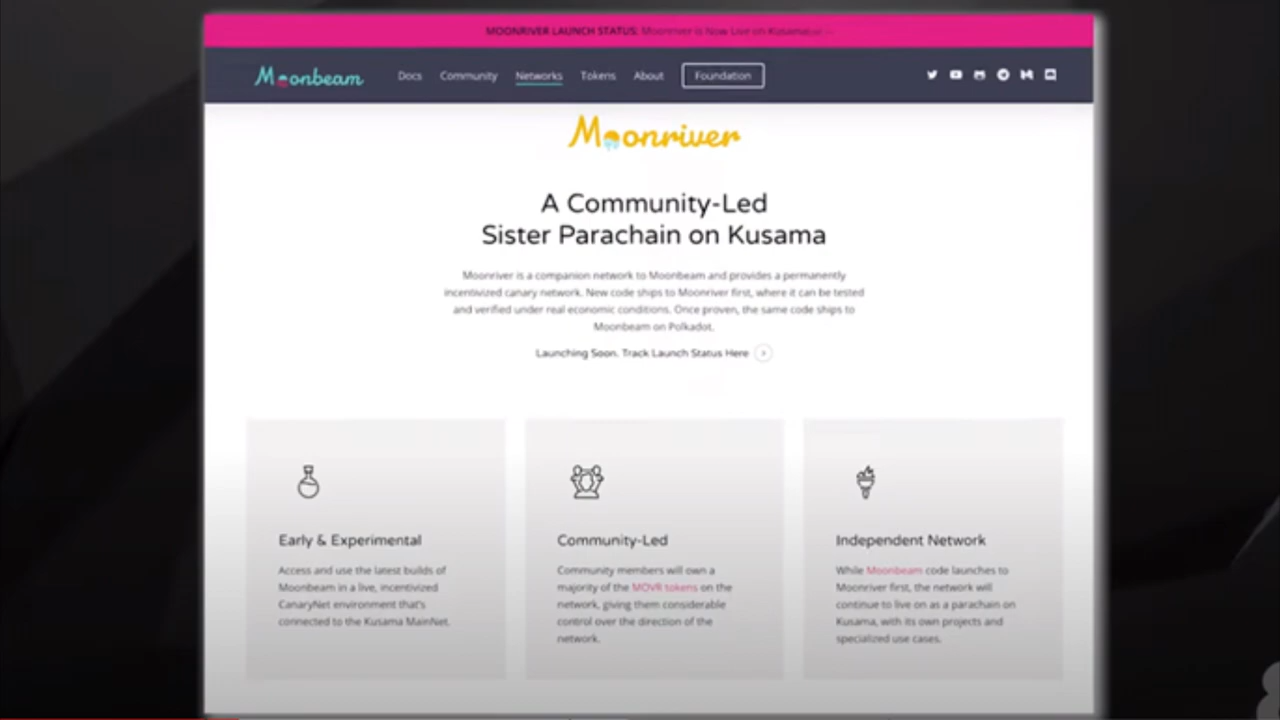 MOONRIVER LAUNCH STATUS: Moonriver is Now Live on Kusama
Moonbeam Docs Community Networks Tokens About Foundation
Moonriver
A Community-Led
Sister Parachain on Kusama
Moonriver is a companion network to Moonbeam and provides a permanently
incentivized canary network. New code ships to Moonriver first, where it can be tested
and verified under real economic conditions. Once proven, the same code ships to
Moonbeam on Polkadot.
Launching Soon. Track Launch Status Here
Early & Experimental
Access and use the latest builds of
Moonbeam in a live, incentivized
CanaryNet environment that's
connected to the Kusama MainNet.
Community-Led
Community members will own a
majority of the MOVR tokens on the
network, giving them considerable
control over the direction of the
network.
Independent Network
While Moonbeam code launches to
Moonriver first, the network will
continue to live on as a parachain on
Kusama, with its own projects and
specialized use cases.